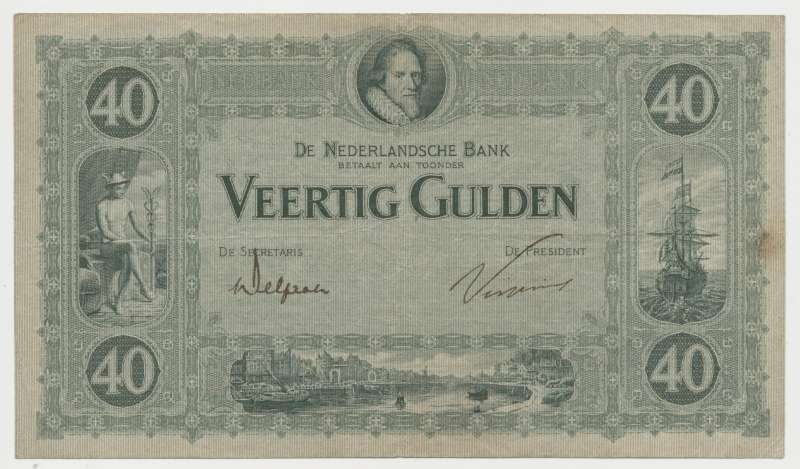 40 40
DE NEDERLANDSCHE BANK
BETAALT AAN TOONDER
VEERTIG GULDEN
DE SECRETARIS DE PRESIDENT
40 40